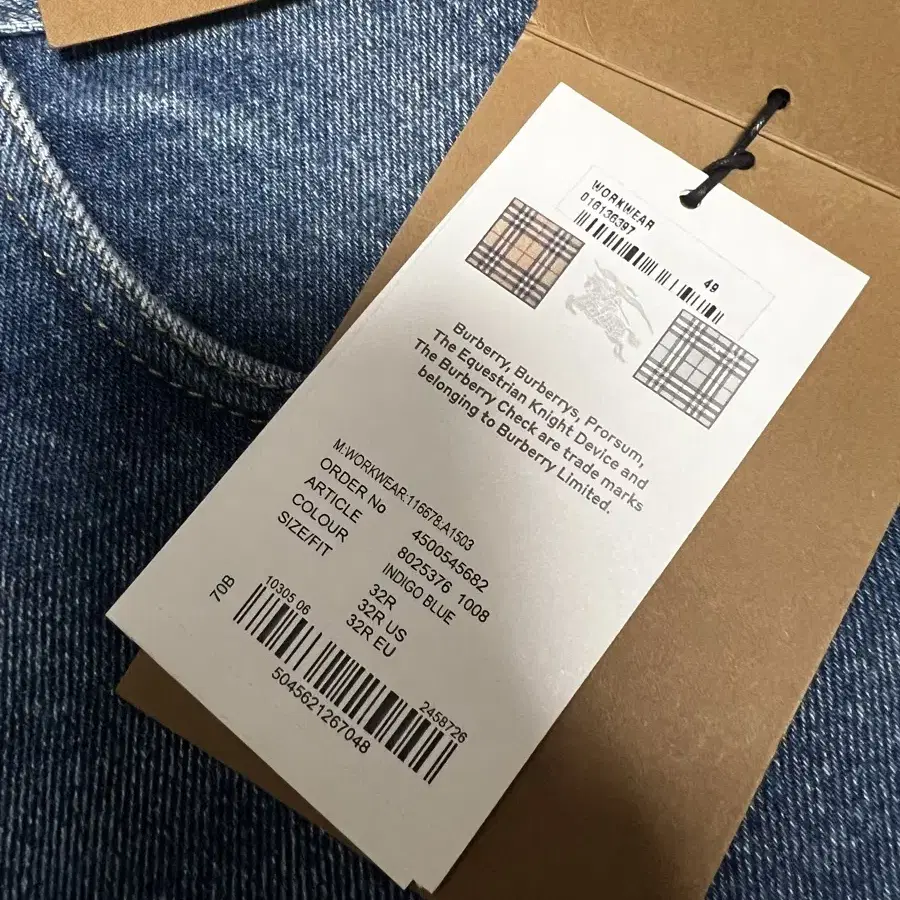 WORKWEAR
016136397
49
Burberry, Burberrys, Prorsum,
The Equestrian Knight Device and
The Burberry Check are trade marks
belonging to Burberry Limited.
M:WORKWEAR:116678:A1503
ORDER No 4500545682
ARTICLE 8025376 1008
COLOUR INDIGO BLUE
SIZE/FIT 32R
32R US
32R EU
70B
10305 06
2458726
5045621267048